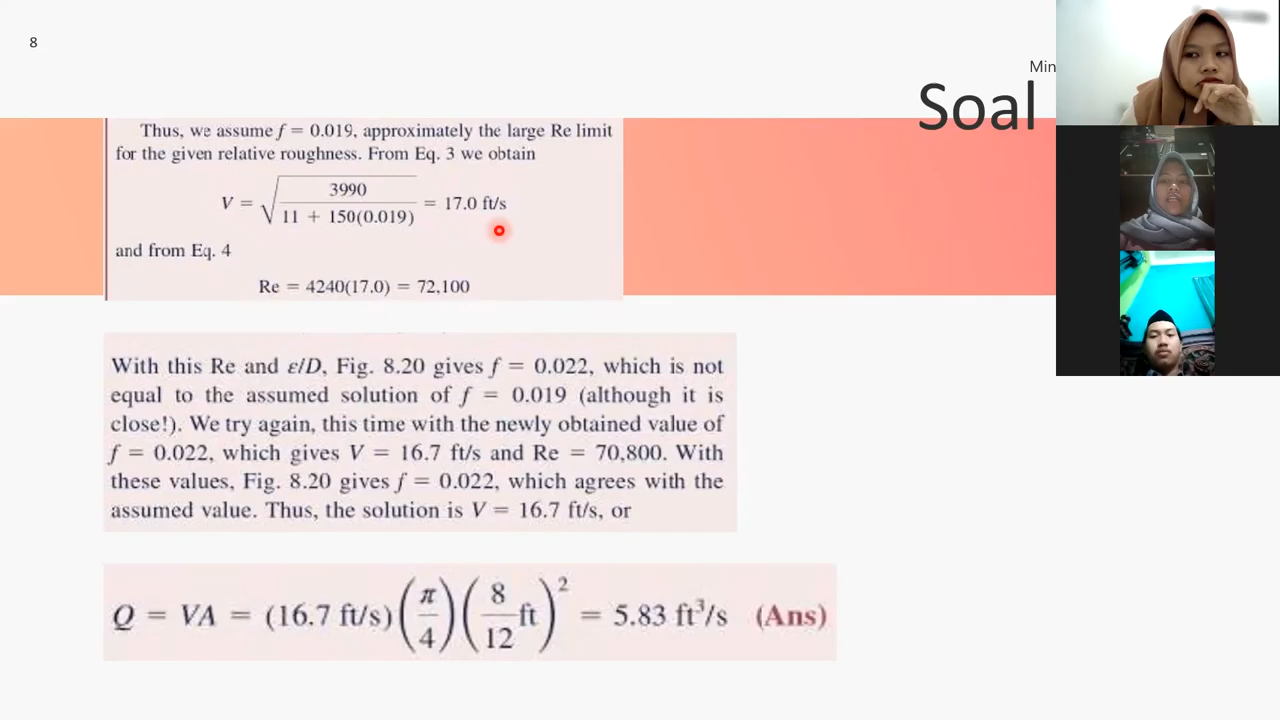 8
Min
Soal
Thus, we assume f = 0.019, approximately the large Re limit
for the given relative roughness. From Eq. 3 we obtain
V = √(3990 / (11 + 150(0.019))) = 17.0 ft/s
and from Eq. 4
Re = 4240(17.0) = 72,100
With this Re and ε/D, Fig. 8.20 gives f = 0.022, which is not
equal to the assumed solution of f = 0.019 (although it is
close!). We try again, this time with the newly obtained value of
f = 0.022, which gives V = 16.7 ft/s and Re = 70,800. With
these values, Fig. 8.20 gives f = 0.022, which agrees with the
assumed value. Thus, the solution is V = 16.7 ft/s, or
Q = VA = (16.7 ft/s)(π/4)(8/12 ft)² = 5.83 ft³/s (Ans)